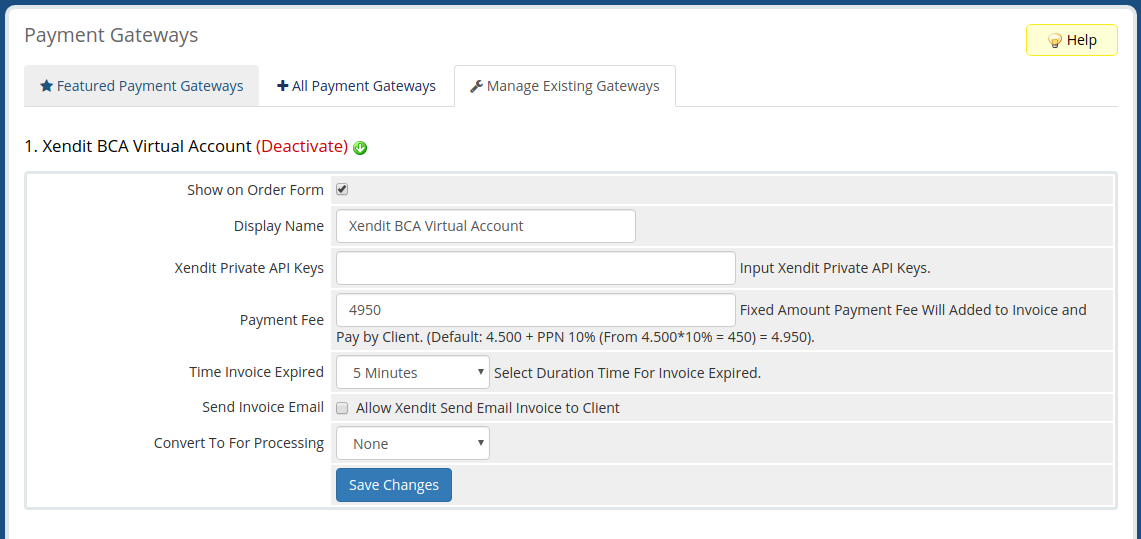 Payment Gateways
Help
Featured Payment Gateways
All Payment Gateways
Manage Existing Gateways
1. Xendit BCA Virtual Account (Deactivate)
Show on Order Form
Display Name
Xendit BCA Virtual Account
Xendit Private API Keys
Input Xendit Private API Keys.
Payment Fee
4950
Fixed Amount Payment Fee Will Added to Invoice and
Pay by Client. (Default: 4.500 + PPN 10% (From 4.500*10% = 450) = 4.950).
Time Invoice Expired
5 Minutes
Select Duration Time For Invoice Expired.
Send Invoice Email
Allow Xendit Send Email Invoice to Client
Convert To For Processing
None
Save Changes